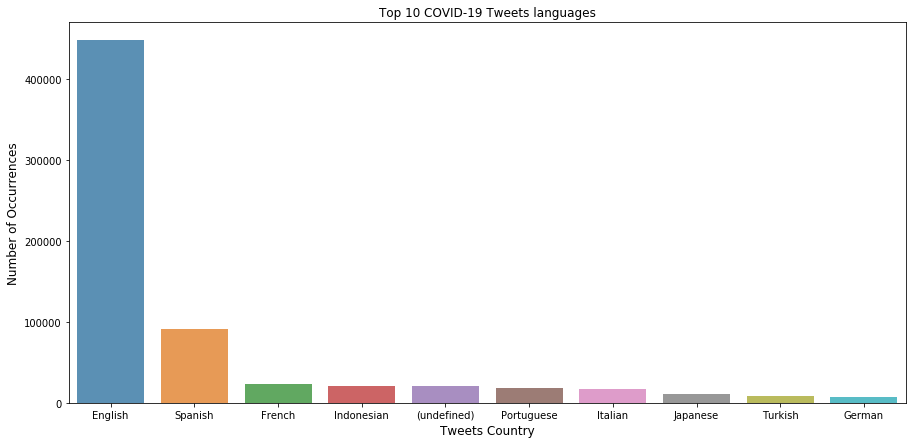 Top 10 COVID-19 Tweets languages
Number of Occurrences
400000
300000
200000
100000
0
English Spanish French Indonesian (undefined) Portuguese Italian Japanese Turkish German
Tweets Country